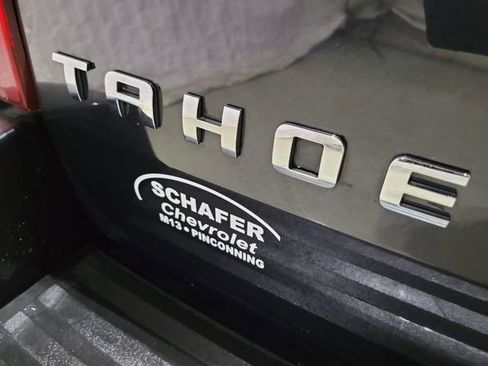 TAHOE
SCHAFER
Chevrolet
M13 • PINCONNING